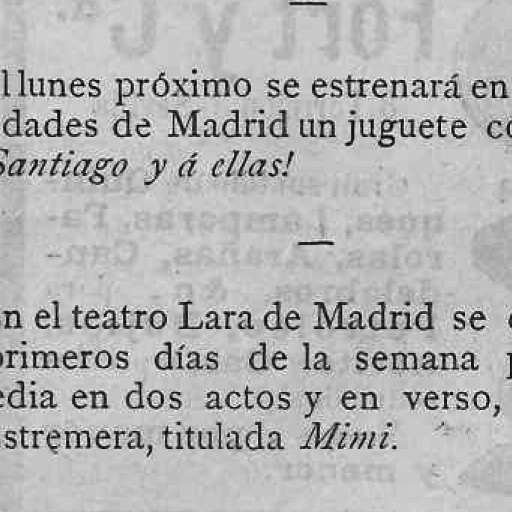 l lunes próximo se estrenará en
dades de Madrid un juguete có
Santiago y á ellas!
n el teatro Lara de Madrid se
primeros días de la semana p
edia en dos actos y en verso,
stremera, titulada Mimi.